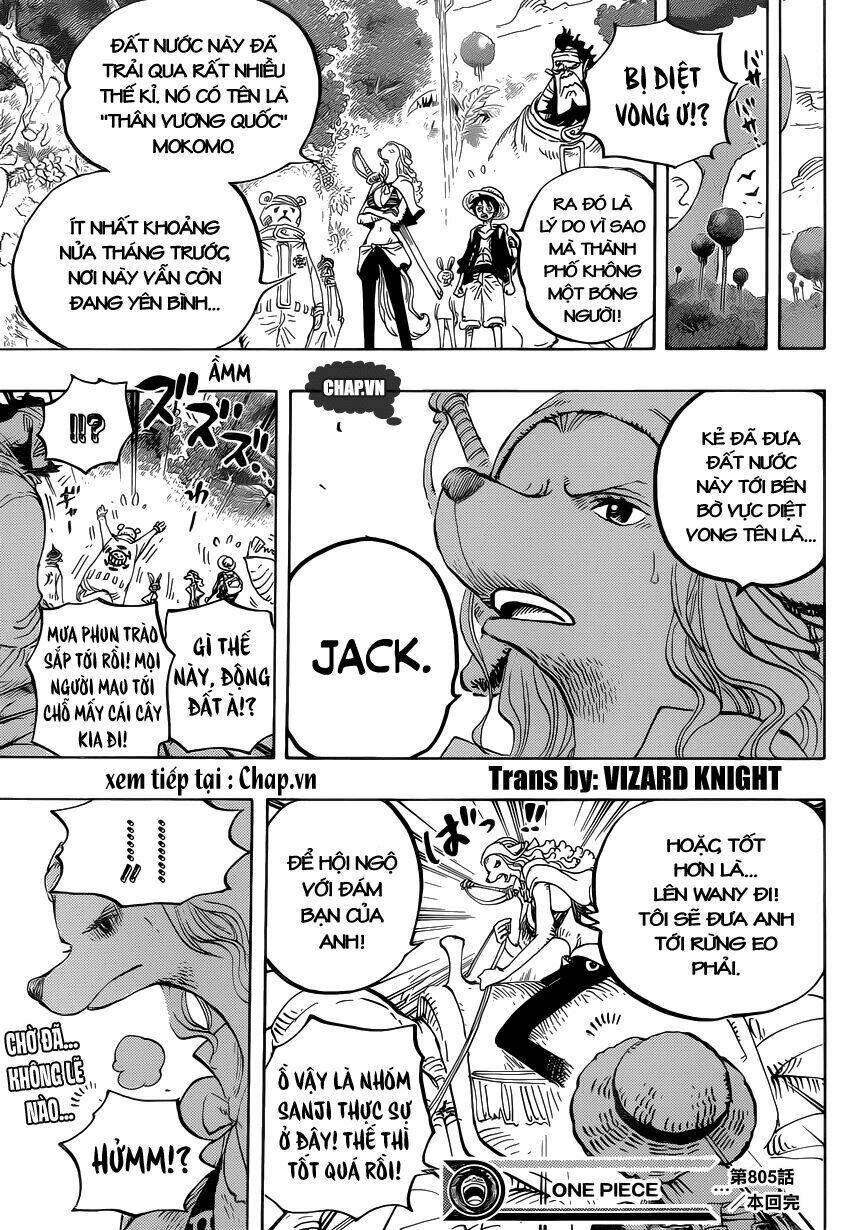 BỊ DIỆT
VONG Ư!?
RA ĐÓ LÀ
LÝ DO VÌ SAO
MÀ THÀNH
PHỐ KHÔNG
MỘT BÓNG
NGƯỜI!!
ĐẤT NƯỚC NÀY ĐÃ
TRẢI QUA RẤT NHIỀU
THẾ KỈ. NÓ CÓ TÊN LÀ
"THÂN VƯƠNG QUỐC"
MOKOMO.
ÍT NHẤT KHOẢNG
NỬA THÁNG TRƯỚC,
NƠI NÀY VẪN CÒN
ĐANG YÊN BÌNH...
CHAP.VN
KẺ ĐÃ ĐƯA
ĐẤT NƯỚC
NÀY TỚI BÊN
BỜ VỰC DIỆT
VONG TÊN LÀ...
JACK.
ẦMM
ズズズ
!!?
GÌ THẾ
NÀY, ĐỘNG
ĐẤT À!?
MƯA PHUN TRÀO
SẮP TỚI RỒI! MỌI
NGƯỜI MAU TỚI
CHỖ MẤY CÁI CÂY
KIA ĐI!
xem tiếp tại : Chap.vn
Trans by: VIZARD KNIGHT
HOẶC, TỐT
HƠN LÀ...
LÊN WANY ĐI!
TÔI SẼ ĐƯA ANH
TỚI RỪNG EO
PHẢI.
ばっ
!!
ĐỂ HỘI NGỘ
VỚI ĐÁM
BẠN CỦA
ANH!
Ồ VẬY LÀ NHÓM
SANJI THỰC SỰ
Ở ĐÂY! THẾ THÌ
TỐT QUÁ RỒI!
CHỜ ĐÃ...
KHÔNG LẼ
NÀO...
HỬMM!?
ONE PIECE
第805話
...／本回完